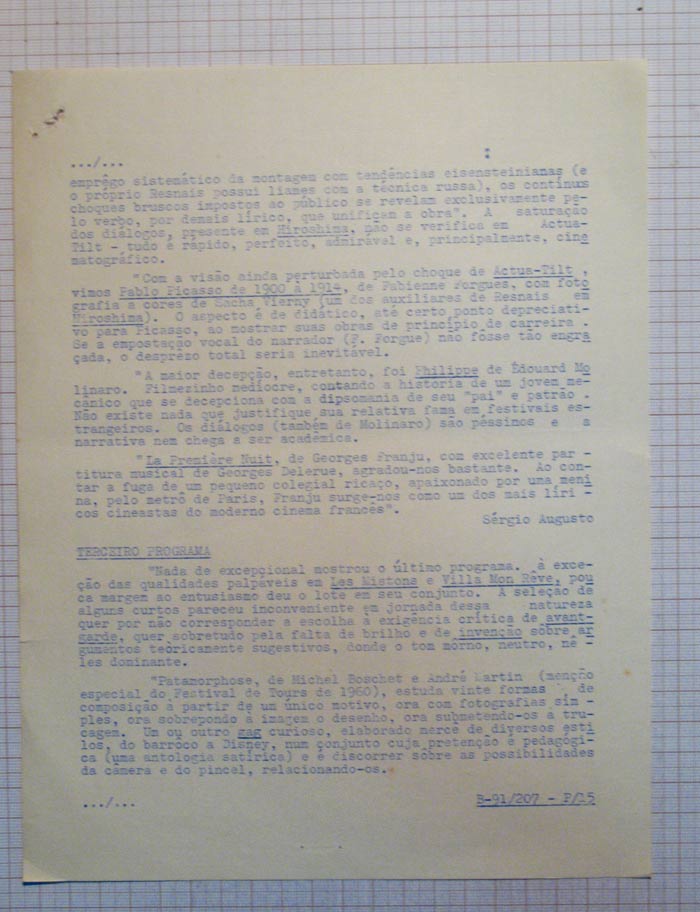 .../...
emprêgo sistemático da montagem com tendências eisensteinianas (e
o próprio Resnais possui liames com a técnica russa), os contínuos
choques bruscos impostos ao público se revelam exclusivamente pe-
lo verbo, por demais lírico, que unificam a obra". A saturação
dos diálogos, presente em Hiroshima, não se verifica em Actua-
Tilt - tudo é rápido, perfeito, admirável e, principalmente, cine
matográfico.
"Com a visão ainda perturbada pelo choque de Actua-Tilt ,
vimos Pablo Picasso de 1900 à 1914, de Fabienne Forgues, com foto
grafia a côres de Sacha Vierny (um dos auxiliares de Resnais em
Hiroshima). O aspecto é de didático, até certo ponto depreciati-
vo para Picasso, ao mostrar suas obras de princípio de carreira .
Se a empostação vocal do narrador (F. Forgue) não fôsse tão engra
çada, o desprêzo total seria inevitável.
"A maior decepção, entretanto, foi Philippe de Édouard Mo
linaro. Filmezinho medíocre, contando a história de um jovem me-
cânico que se decepciona com a dipsomania de seu "pai" e patrão .
Não existe nada que justifique sua relativa fama em festivais es-
trangeiros. Os diálogos (também de Molinaro) são péssimos e a
narrativa nem chega a ser acadêmica.
"La Première Nuit, de Georges Franju, com excelente par -
titura musical de Georges Delerue, agradou-nos bastante. Ao con-
tar a fuga de um pequeno colegial ricaço, apaixonado por uma meni
na, pelo metrô de Paris, Franju surge-nos como um dos mais líri -
cos cineastas do moderno cinema francês".
Sérgio Augusto
TERCEIRO PROGRAMA
"Nada de excepcional mostrou o último programa. à exce-
ção das qualidades palpáveis em Les Mistons e Villa Mon Rêve, pou
ca margem ao entusiasmo deu o lote em seu conjunto. A seleção de
alguns curtos pareceu inconveniente em jornada dessa natureza
quer por não corresponder a escolha à exigência crítica de avant-
garde, quer sobretudo pela falta de brilho e de invenção sobre ar
gumentos teòricamente sugestivos, donde o tom morno, neutro, nê -
les dominante.
"Patamorphose, de Michel Boschet e André Martin (menção
especial do Festival de Tours de 1960), estuda vinte formas de
composição à partir de um único motivo, ora com fotografias sim -
ples, ora sobrepondo à imagem o desenho, ora submetendo-os a tru-
cagem. Um ou outro gag curioso, elaborado mercê de diversos esti
los, do barroco a Disney, num conjunto cuja pretenção é pedagógi-
ca (uma antologia satírica) e é discorrer sobre as possibilidades
da câmera e do pincel, relacionando-os.
.../... B-91/207 - F/15